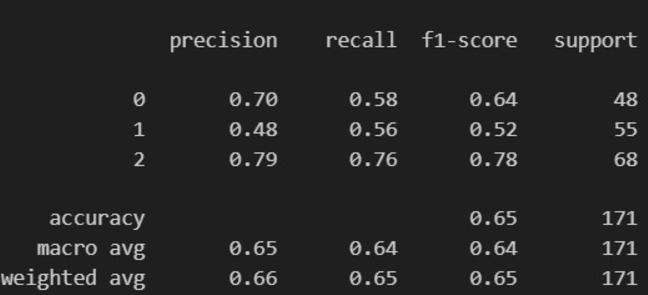 precision recall f1-score support
0 0.70 0.58 0.64 48
1 0.48 0.56 0.52 55
2 0.79 0.76 0.78 68
accuracy 0.65 171
macro avg 0.65 0.64 0.64 171
weighted avg 0.66 0.65 0.65 171